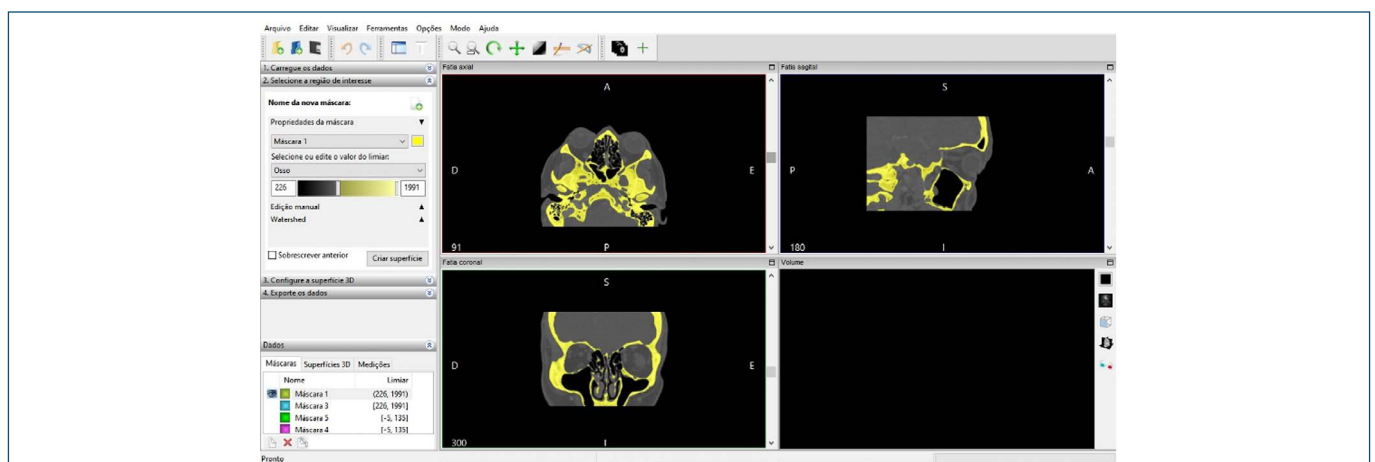 Arquivo Editar Visualizar Ferramentas Opções Modo Ajuda
1. Carregue os dados
2. Selecione a região de interesse
Nome da nova máscara:
Propriedades da máscara
Máscara 1
Selecione ou edite o valor do limiar:
Osso
226 1991
Edição manual
Watershed
Sobrescrever anterior Criar superfície
3. Configure a superfície 3D
4. Exporte os dados
Dados
Máscaras Superfícies 3D Medições
Nome Limiar
Máscara 1 (226, 1991)
Máscara 3 [226, 1991]
Máscara 5 [-5, 135]
Máscara 4 [-5, 135]
Pronto
Fatia axial
A
D E
91 P
Fatia sagital
S
P A
180 I
Fatia coronal
S
D E
300 I
Volume